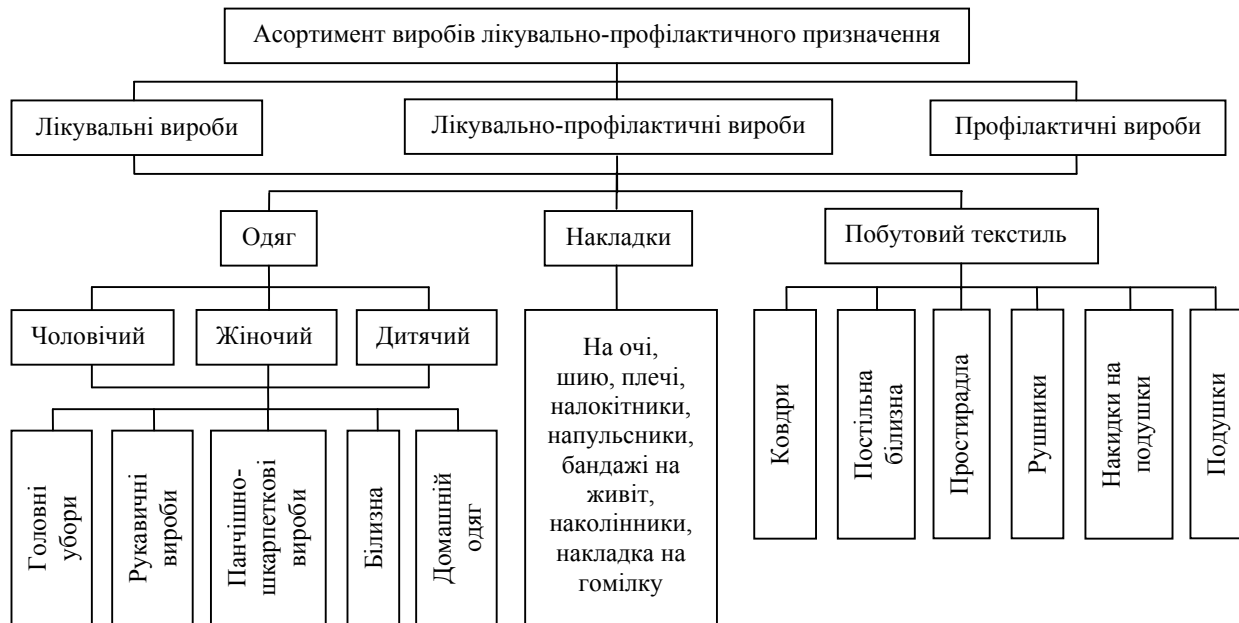 Асортимент виробів лікувально-профілактичного призначення
Лікувальні вироби
Лікувально-профілактичні вироби
Профілактичні вироби
Одяг
Накладки
Побутовий текстиль
Чоловічий
Жіночий
Дитячий
Головні
убори
Рукавичні
вироби
Панчішно-
шкарпеткові
вироби
Білизна
Домашній
одяг
На очі,
шию, плечі,
налокітники,
напульсники,
бандажі на
живіт,
наколінники,
накладка на
гомілку
Ковдри
Постільна
білизна
Простирадла
Рушники
Накидки на
подушки
Подушки